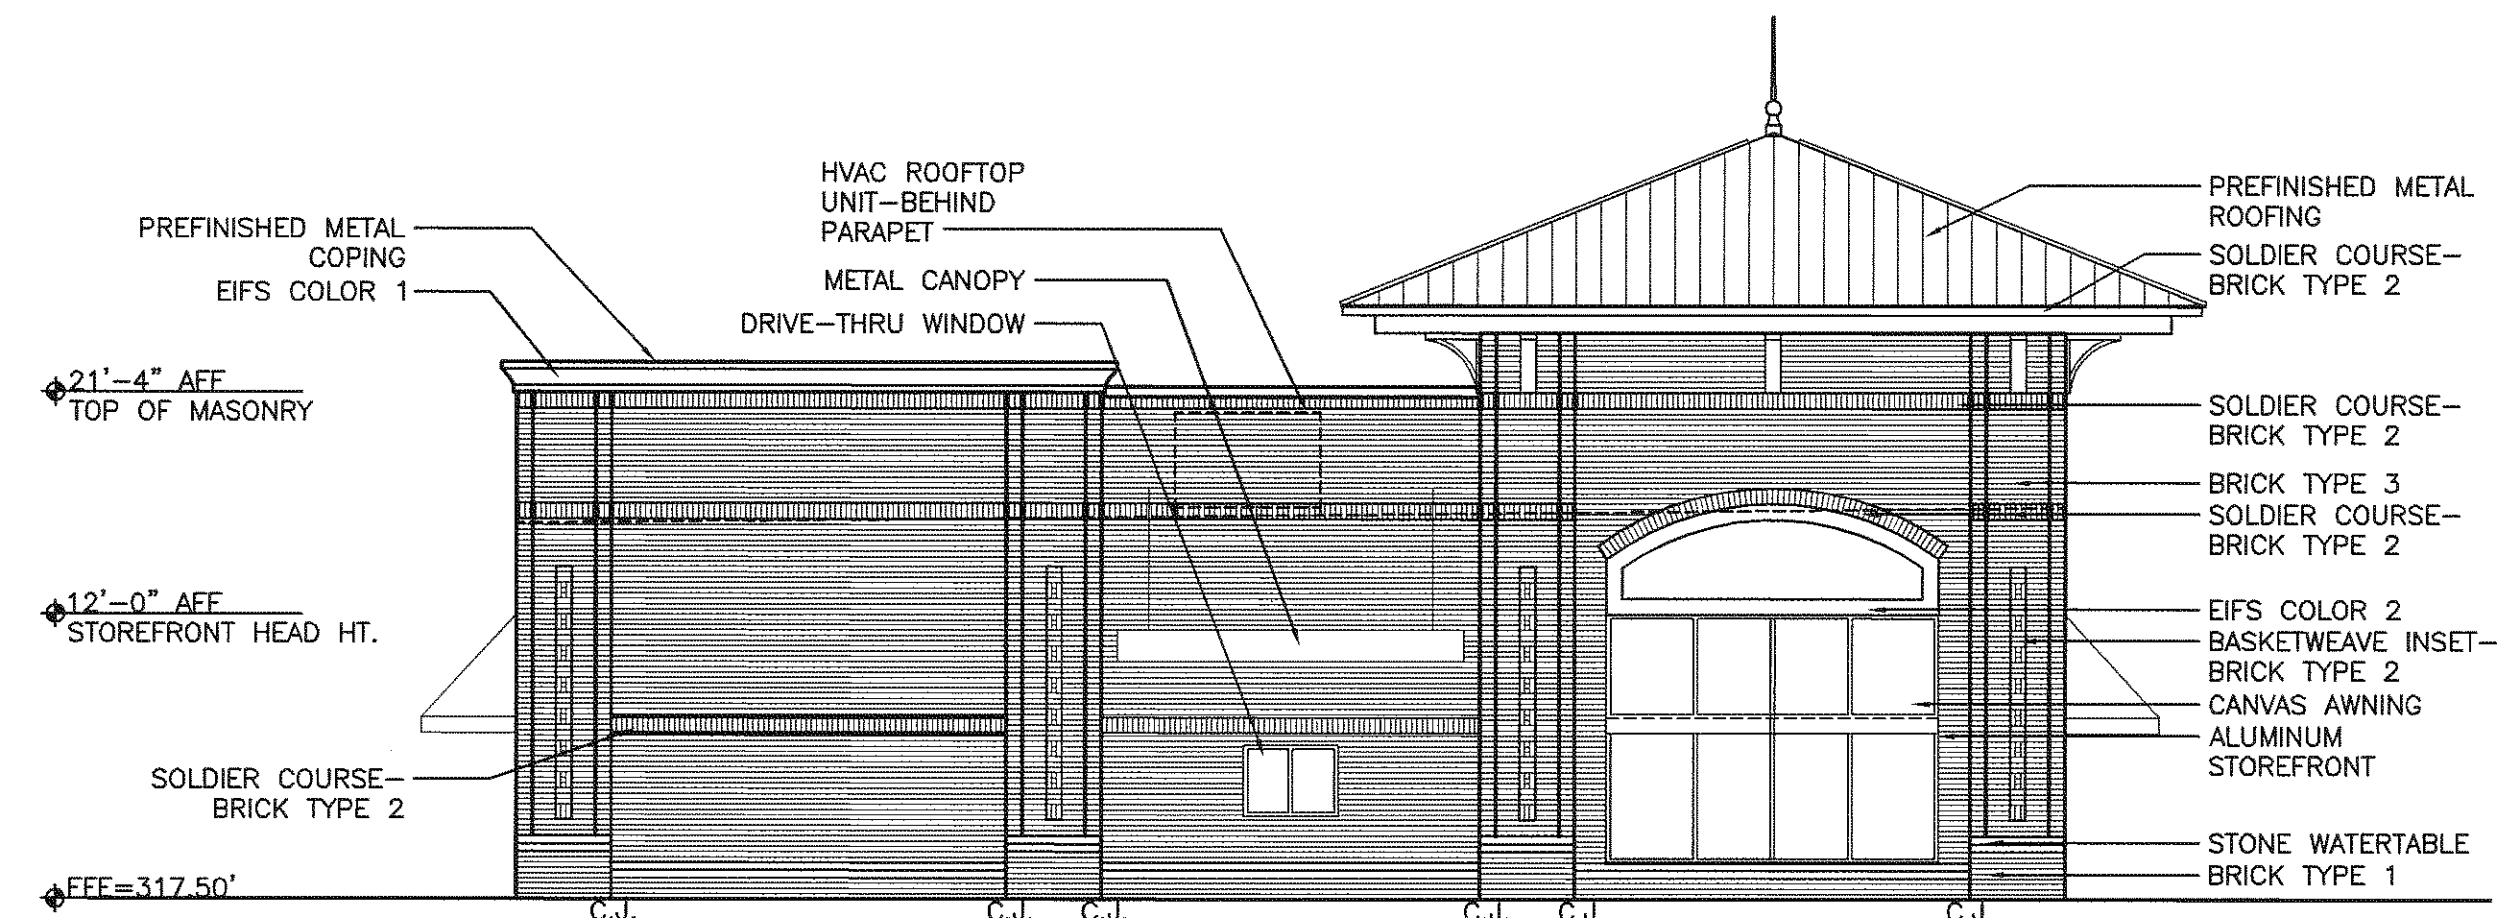 PREFINISHED METAL
COPING
EIFS COLOR 1
21'-4" AFF
TOP OF MASONRY
12'-0" AFF
STOREFRONT HEAD HT.
SOLDIER COURSE-
BRICK TYPE 2
FFE=317.50'
HVAC ROOFTOP
UNIT-BEHIND
PARAPET
METAL CANOPY
DRIVE-THRU WINDOW
PREFINISHED METAL
ROOFING
SOLDIER COURSE-
BRICK TYPE 2
SOLDIER COURSE-
BRICK TYPE 2
BRICK TYPE 3
SOLDIER COURSE-
BRICK TYPE 2
EIFS COLOR 2
BASKETWEAVE INSET-
BRICK TYPE 2
CANVAS AWNING
ALUMINUM
STOREFRONT
STONE WATERTABLE
BRICK TYPE 1
C.J. C.J. C.J. C.J. C.J. C.J.